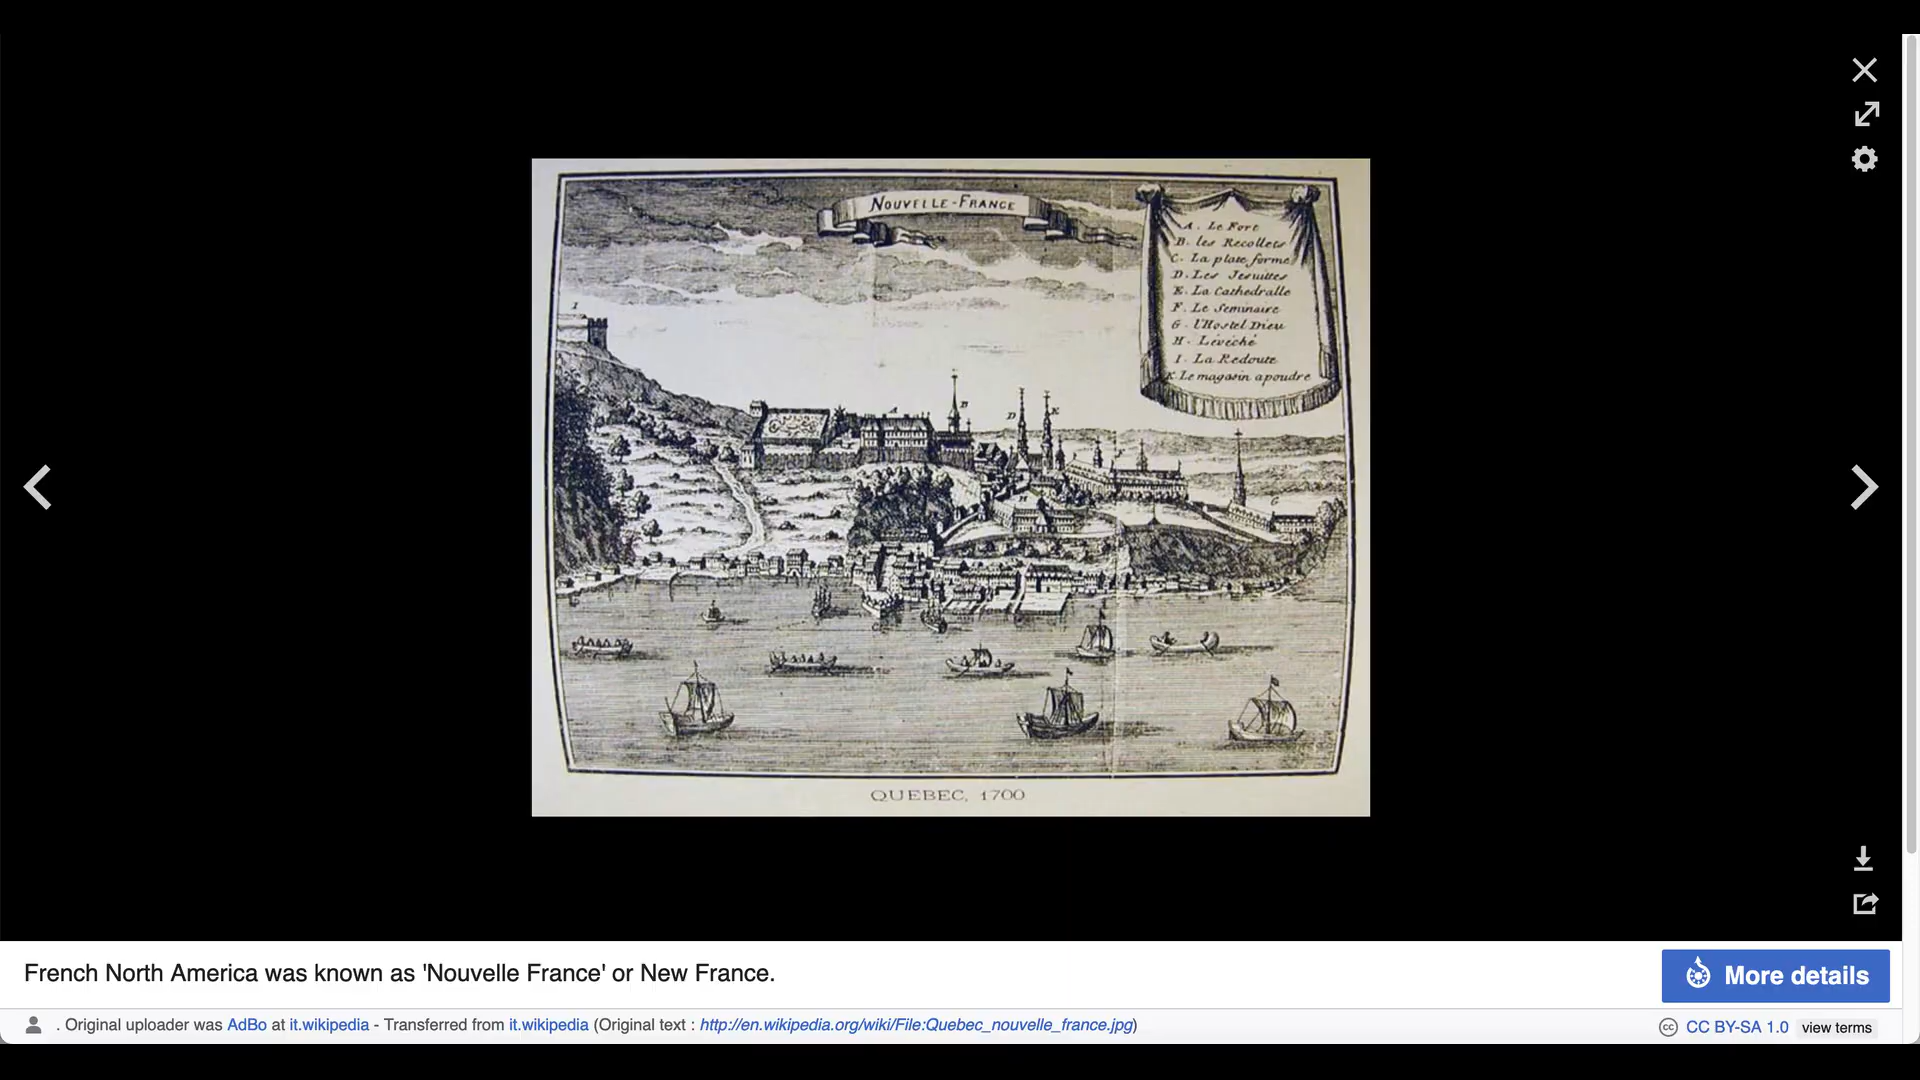 NOUVELLE-FRANCE
A. Le Fort
B. les Recollets
C. La plate forme
D. Les Jesuittes
E. La Cathedralle
F. Le Seminaire
G. l'Hostel Dieu
H. Levéché
I. La Redoute
K. Le magasin a poudre
I
A
B
D
E
F
H
G
QUEBEC, 1700
French North America was known as 'Nouvelle France' or New France.
More details
. Original uploader was AdBo at it.wikipedia - Transferred from it.wikipedia (Original text : http://en.wikipedia.org/wiki/File:Quebec_nouvelle_france.jpg)
CC BY-SA 1.0 view terms